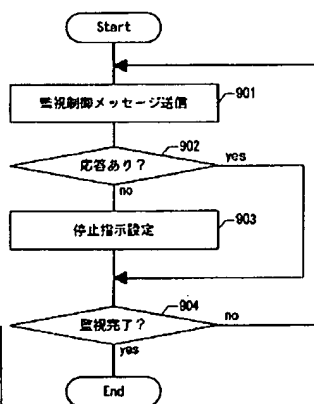 Start
監視制御メッセージ送信
901
応答あり?
902
yes
no
停止指示設定
903
監視完了?
904
no
yes
End